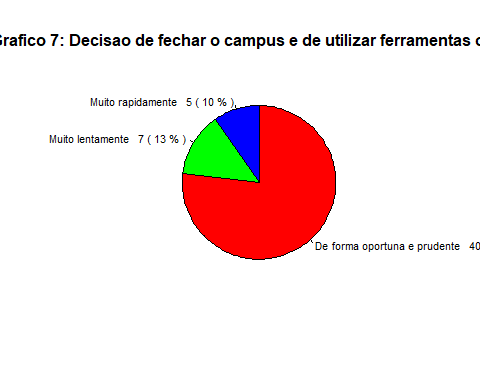 Grafico 7: Decisao de fechar o campus e de utilizar ferramentas
Muito rapidamente 5 ( 10 % )
Muito lentamente 7 ( 13 % )
De forma oportuna e prudente 40